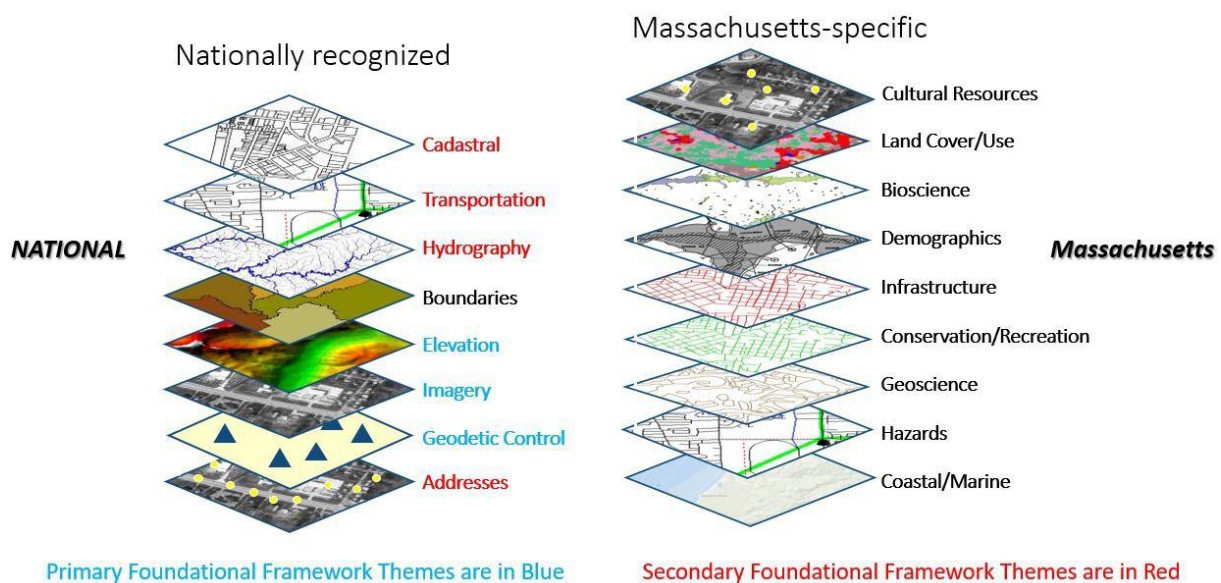 Nationally recognized
Cadastral
Transportation
Hydrography
Boundaries
Elevation
Imagery
Geodetic Control
Addresses
NATIONAL
Massachusetts-specific
Cultural Resources
Land Cover/Use
Bioscience
Demographics
Infrastructure
Conservation/Recreation
Geoscience
Hazards
Coastal/Marine
Massachusetts
Primary Foundational Framework Themes are in Blue
Secondary Foundational Framework Themes are in Red